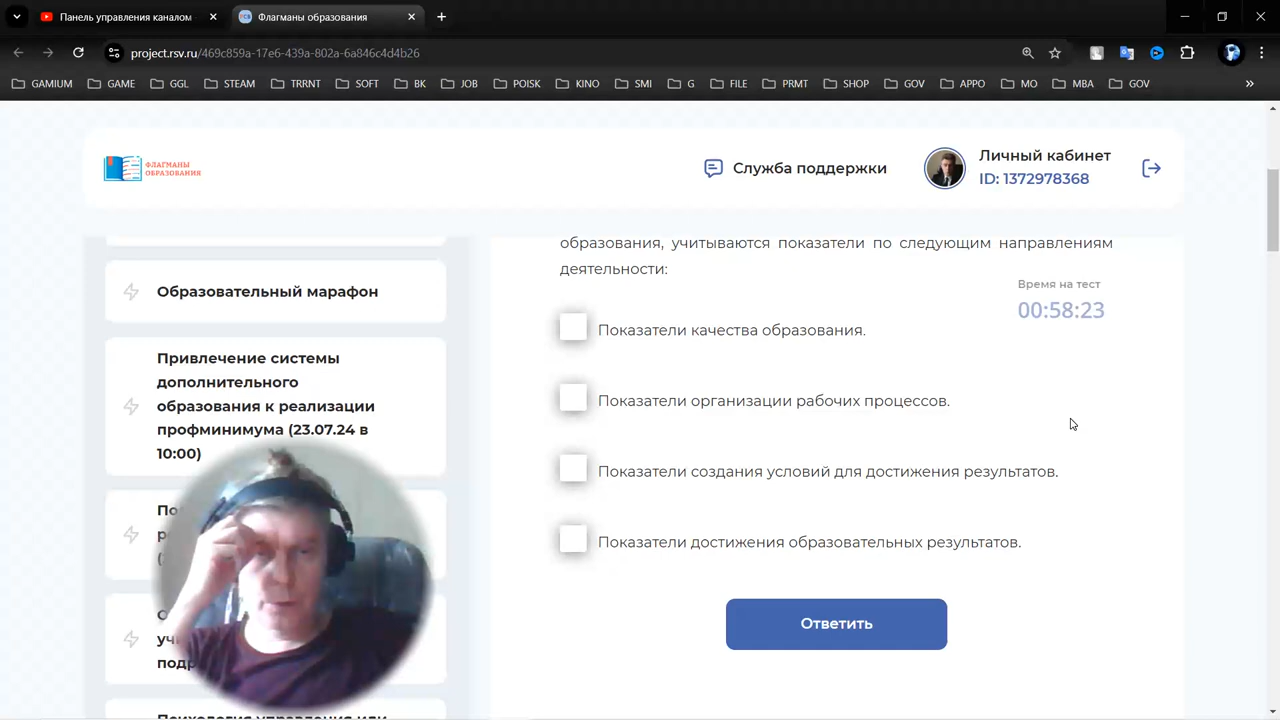 Панель управления каналом
Флагманы образования
project.rsv.ru/469c859a-17e6-439a-802a-6a846c4d4b26
GAMIUM
GAME
GGL
STEAM
TRRNT
SOFT
BK
JOB
POISK
KINO
SMI
G
FILE
PRMT
SHOP
GOV
APPO
MO
MBA
GOV
ФЛАГМАНЫ
ОБРАЗОВАНИЯ
Служба поддержки
Личный кабинет
ID: 1372978368
Образовательный марафон
Привлечение системы
дополнительного
образования к реализации
профминимума (23.07.24 в
10:00)
образования, учитываются показатели по следующим направлениям
деятельности:
Время на тест
00:58:23
Показатели качества образования.
Показатели организации рабочих процессов.
Показатели создания условий для достижения результатов.
Показатели достижения образовательных результатов.
Ответить
Психология управления или